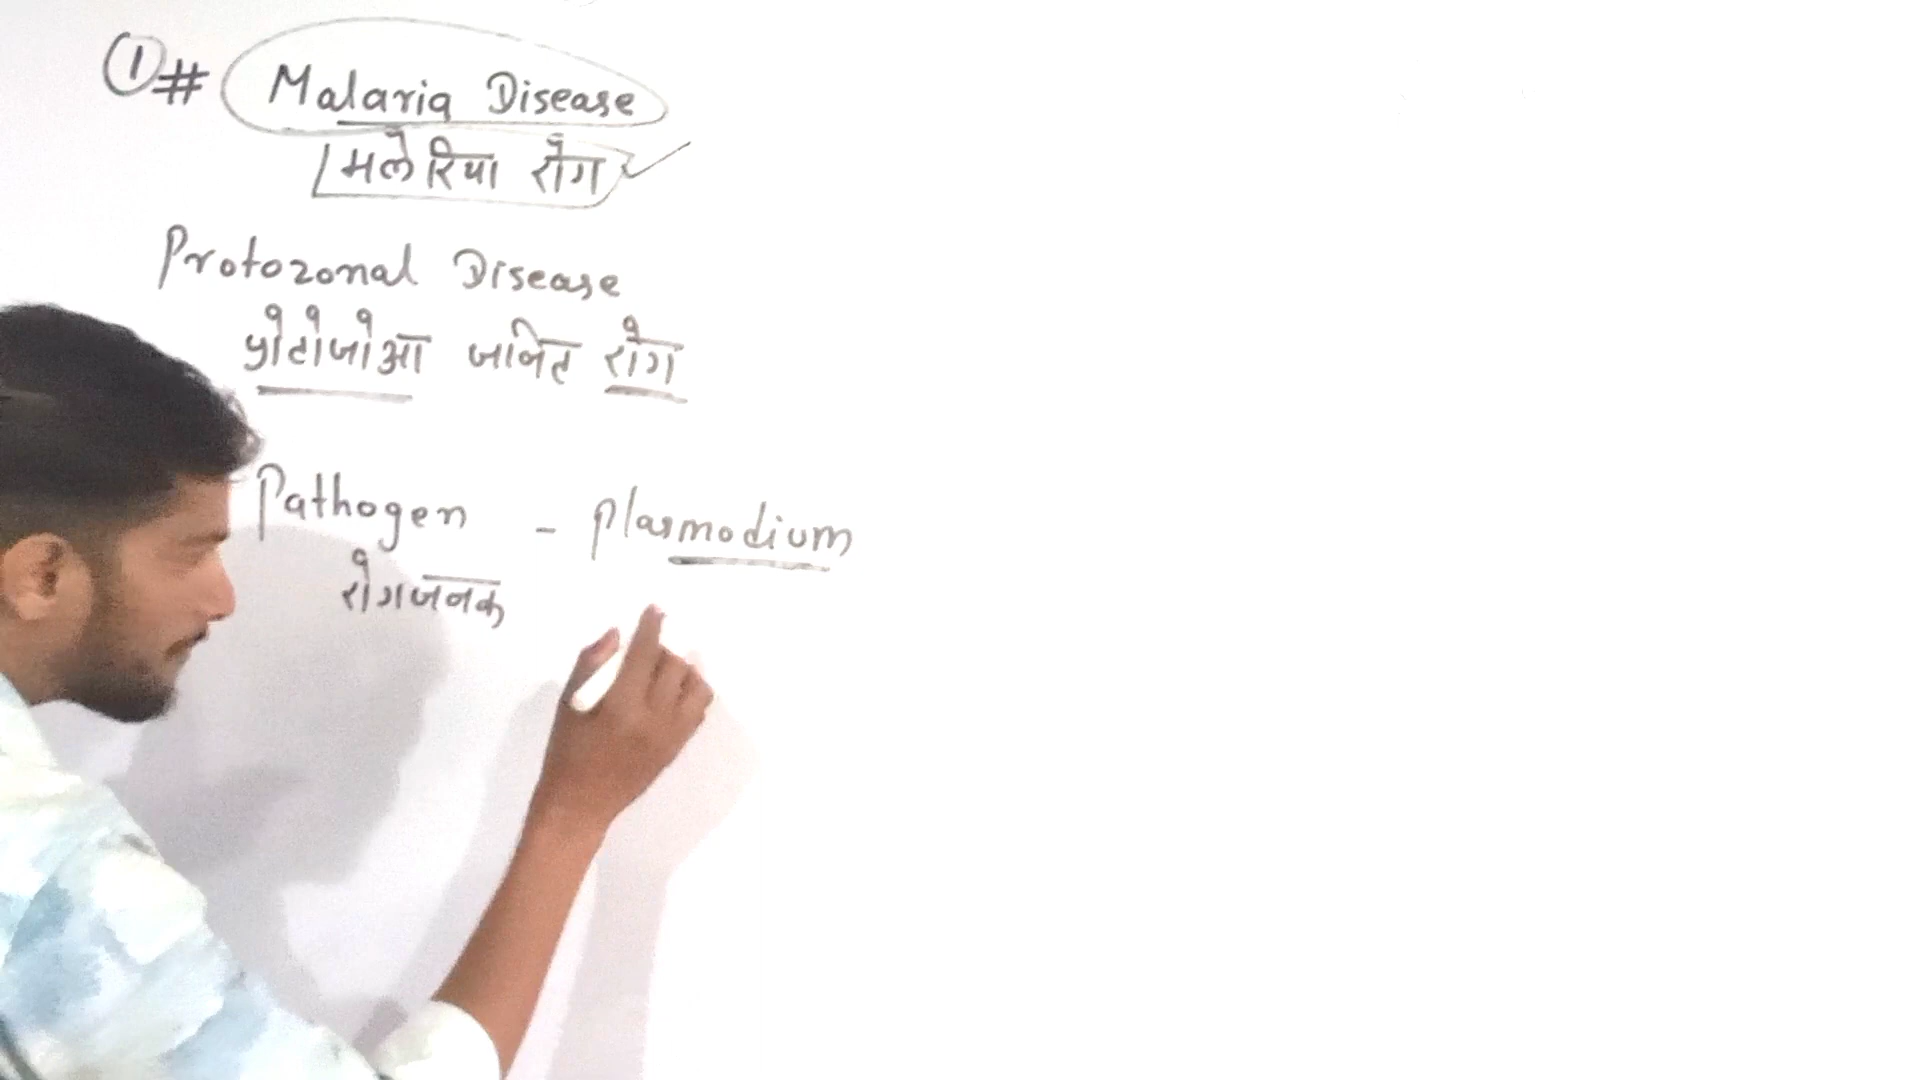 ① # Malaria Disease
मलेरिया रोग
Protozonal Disease
प्रोटोजोआ जनित रोग
Pathogen - Plasmodium
रोगजनक